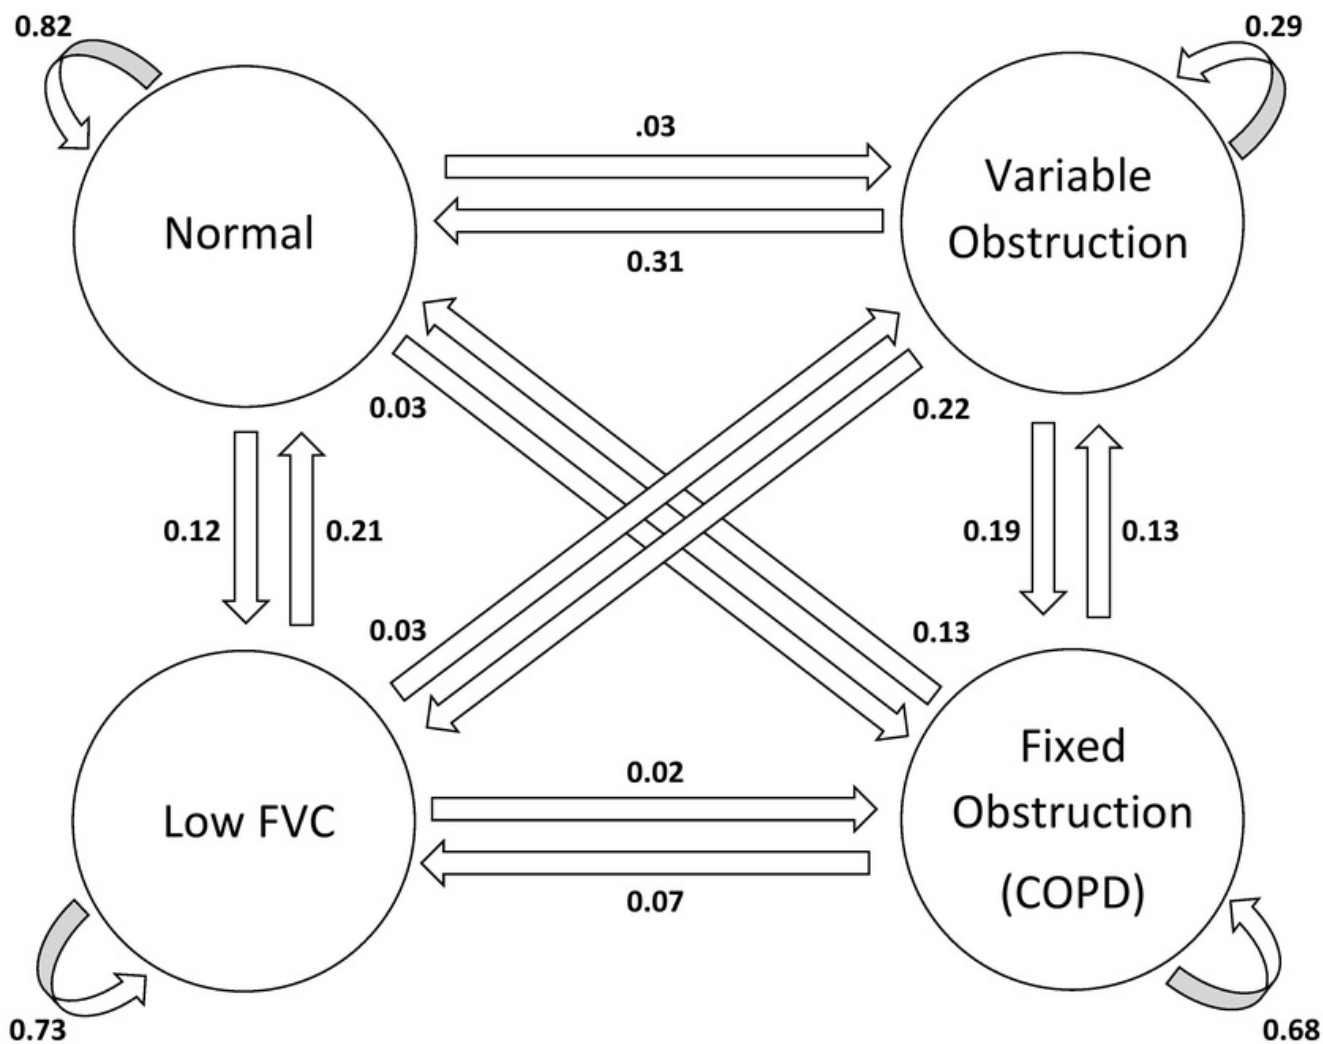 0.82
0.29
.03
Normal
Variable
Obstruction
0.31
0.03
0.22
0.12
0.21
0.19
0.13
0.03
0.13
0.02
Low FVC
Fixed
Obstruction
(COPD)
0.07
0.73
0.68